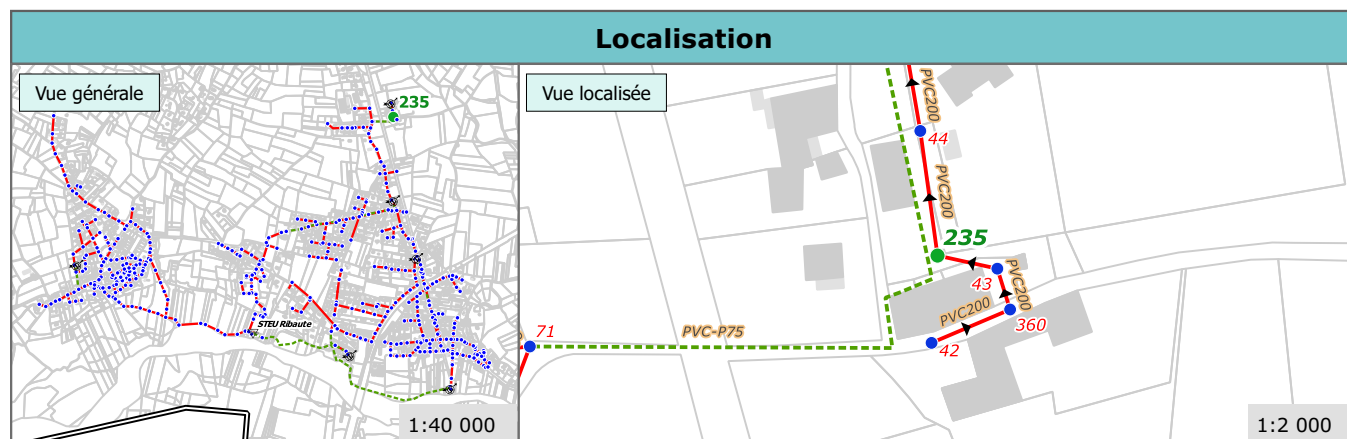 Localisation
Vue générale
235
STEU Ribaute
1:40 000
Vue localisée
PVC200
44
PVC200
235
43
PVC200
PVC200
360
42
71
PVC-P75
1:2 000